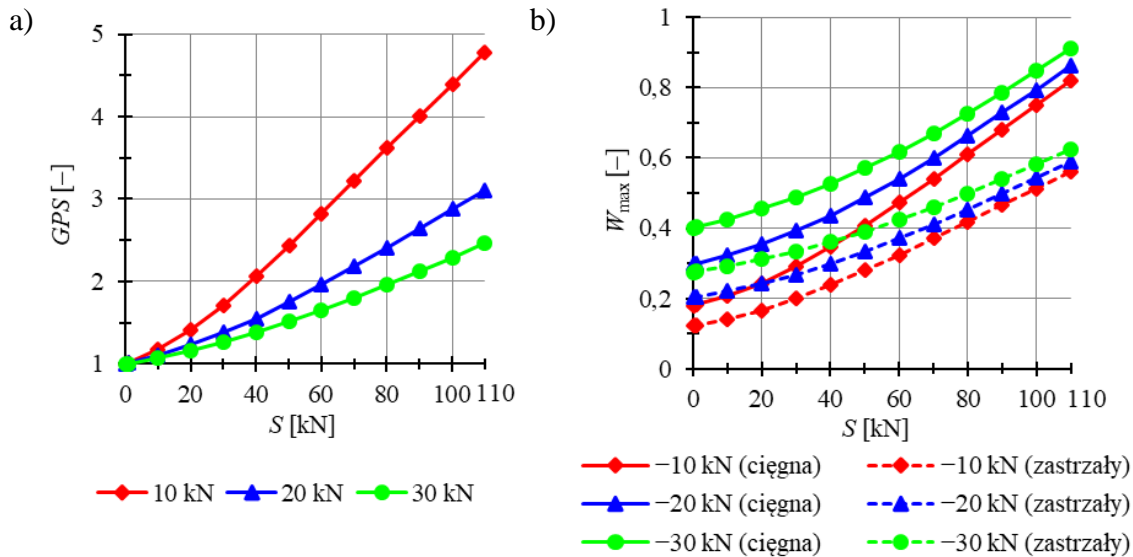 a)
5
4
3
2
1
GPS [–]
0 20 40 60 80 100 110
S [kN]
10 kN 20 kN 30 kN
b)
1
0,8
0,6
0,4
0,2
0
Wmax [–]
0 20 40 60 80 100 110
S [kN]
−10 kN (cięgna) −10 kN (zastrzały)
−20 kN (cięgna) −20 kN (zastrzały)
−30 kN (cięgna) −30 kN (zastrzały)